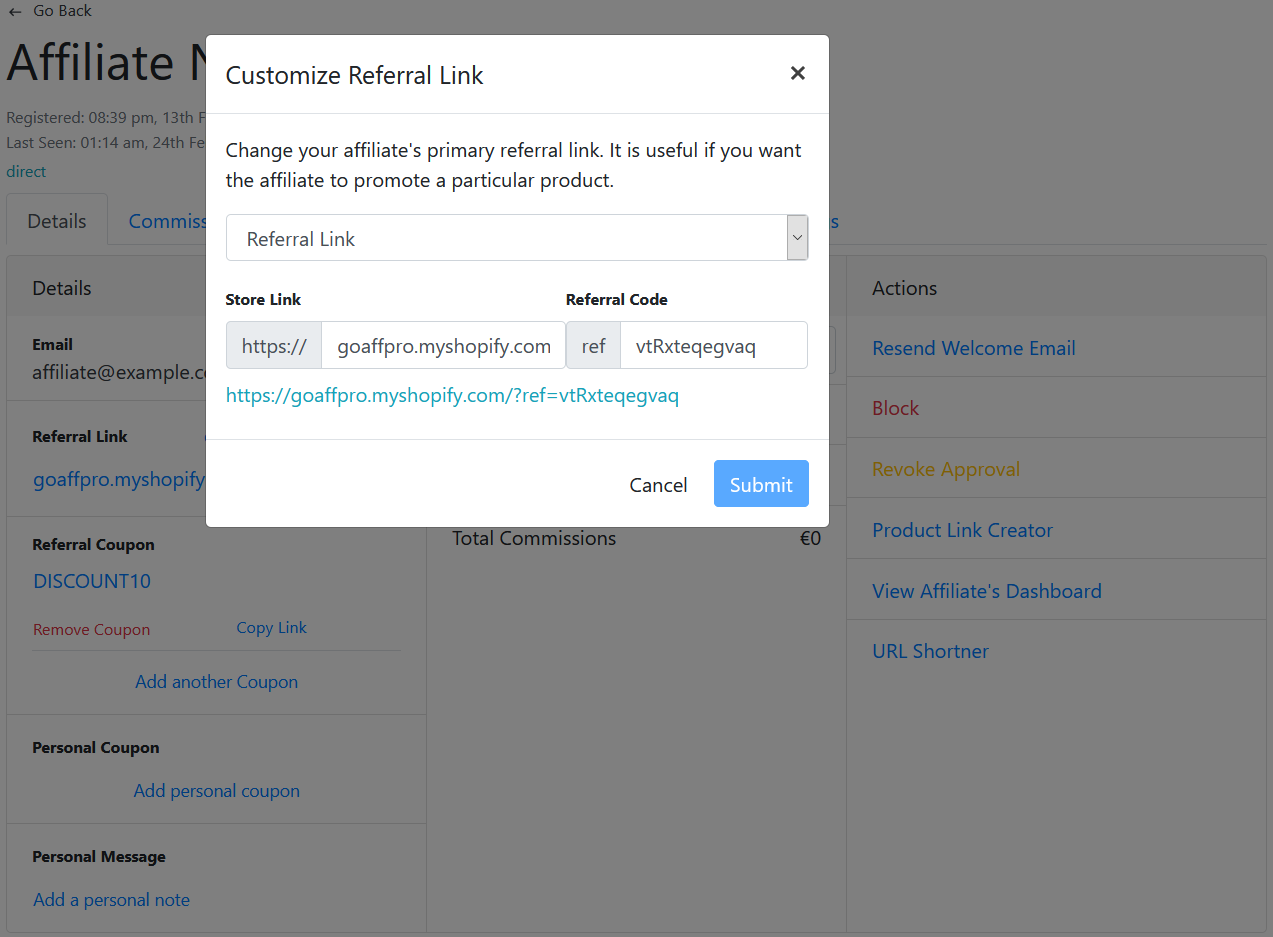 ← Go Back
Affiliate
Registered: 08:39 pm, 13th
Last Seen: 01:14 am, 24th
direct
Details
s
Customize Referral Link
×
Change your affiliate's primary referral link. It is useful if you want
the affiliate to promote a particular product.
Referral Link
Store Link Referral Code
https:// goaffpro.myshopify.com ref vtRxteqegvaq
https://goaffpro.myshopify.com/?ref=vtRxteqegvaq
Cancel Submit
Details
Email
affiliate@example.c
Referral Link
goaffpro.myshopify
Referral Coupon
DISCOUNT10
Remove Coupon Copy Link
Add another Coupon
Personal Coupon
Add personal coupon
Personal Message
Add a personal note
Total Commissions €0
Actions
Resend Welcome Email
Block
Revoke Approval
Product Link Creator
View Affiliate's Dashboard
URL Shortner